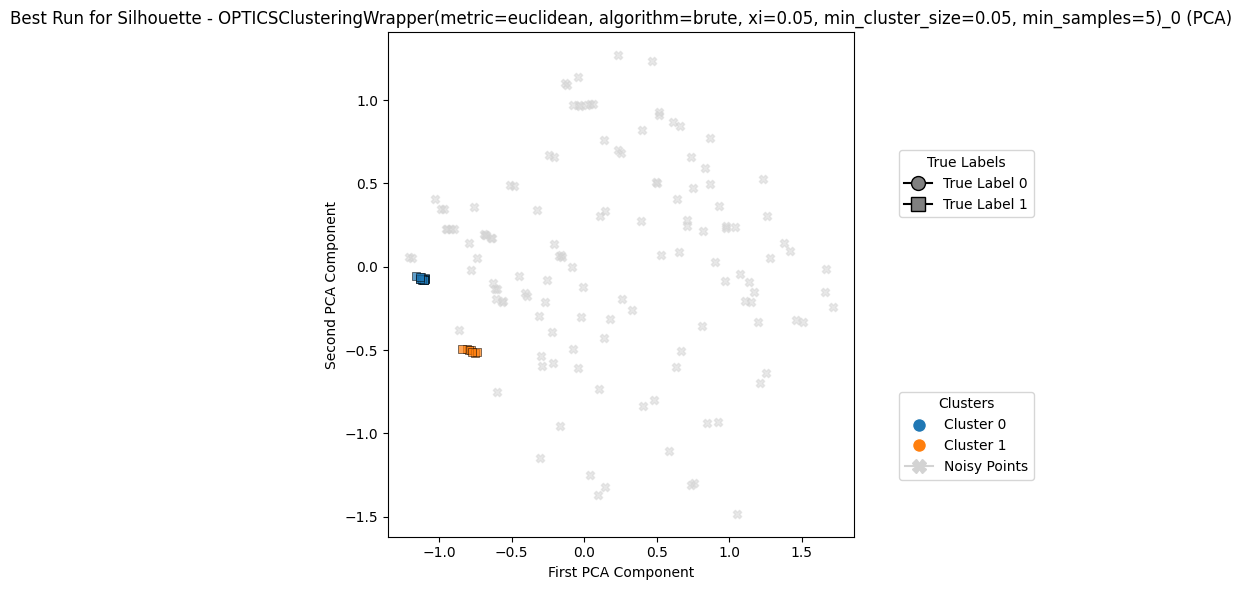 Best Run for Silhouette - OPTICSClusteringWrapper(metric=euclidean, algorithm=brute, xi=0.05, min_cluster_size=0.05, min_samples=5)_0 (PCA)
Second PCA Component
1.0
0.5
0.0
−0.5
−1.0
−1.5
−1.0 −0.5 0.0 0.5 1.0 1.5
First PCA Component
True Labels
True Label 0
True Label 1
Clusters
Cluster 0
Cluster 1
Noisy Points